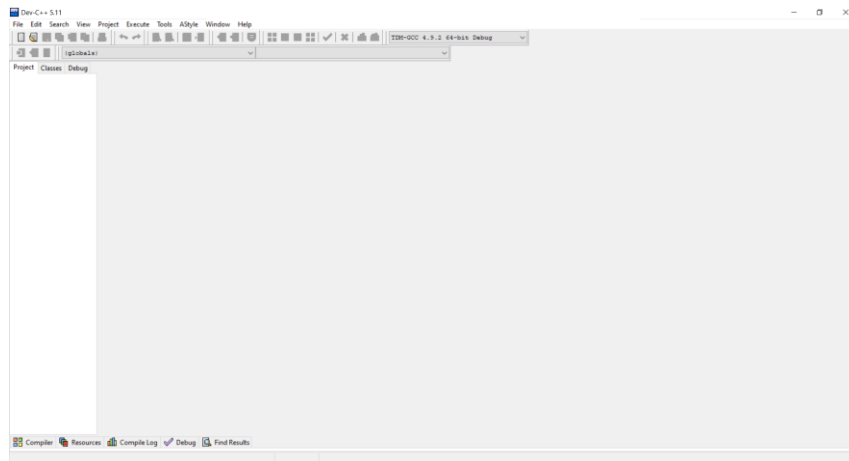 Dev-C++ 5.11
File Edit Search View Project Execute Tools AStyle Window Help
TDM-GCC 4.9.2 64-bit Debug
(globals)
Project Classes Debug
Compiler Resources Compile Log Debug Find Results